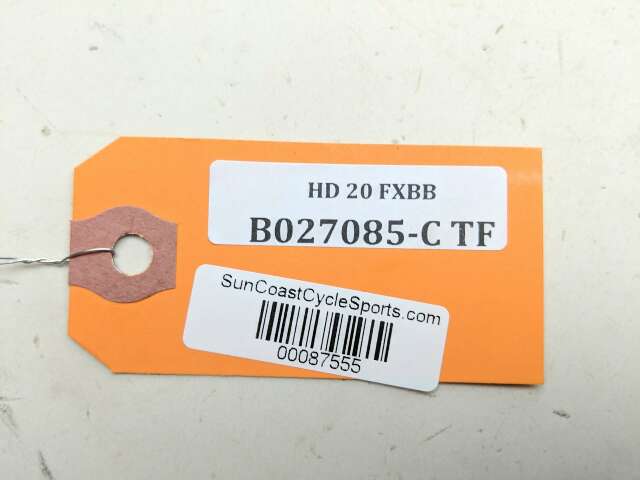 HD 20 FXBB
B027085-C TF
SunCoastCycleSports.com
00087555